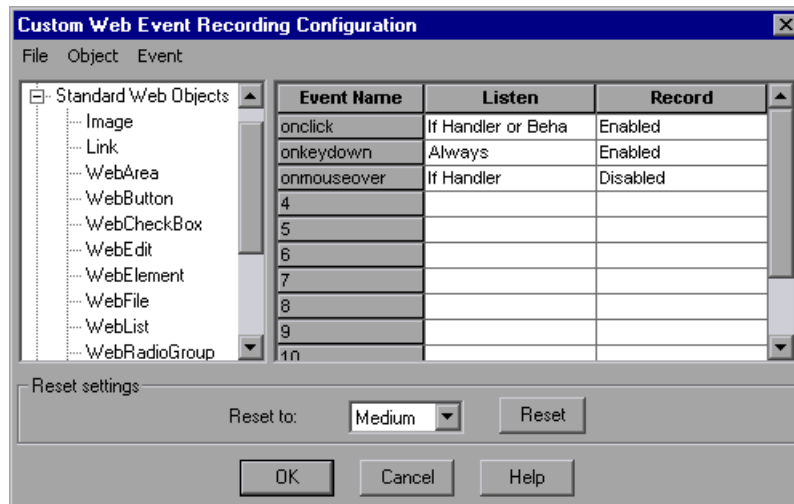 Custom Web Event Recording Configuration
File Object Event
Standard Web Objects
Image
Link
WebArea
WebButton
WebCheckBox
WebEdit
WebElement
WebFile
WebList
WebRadioGroup
Event Name Listen Record
onclick If Handler or Beha Enabled
onkeydown Always Enabled
onmouseover If Handler Disabled
4
5
6
7
8
9
10
Reset settings
Reset to: Medium Reset
OK Cancel Help